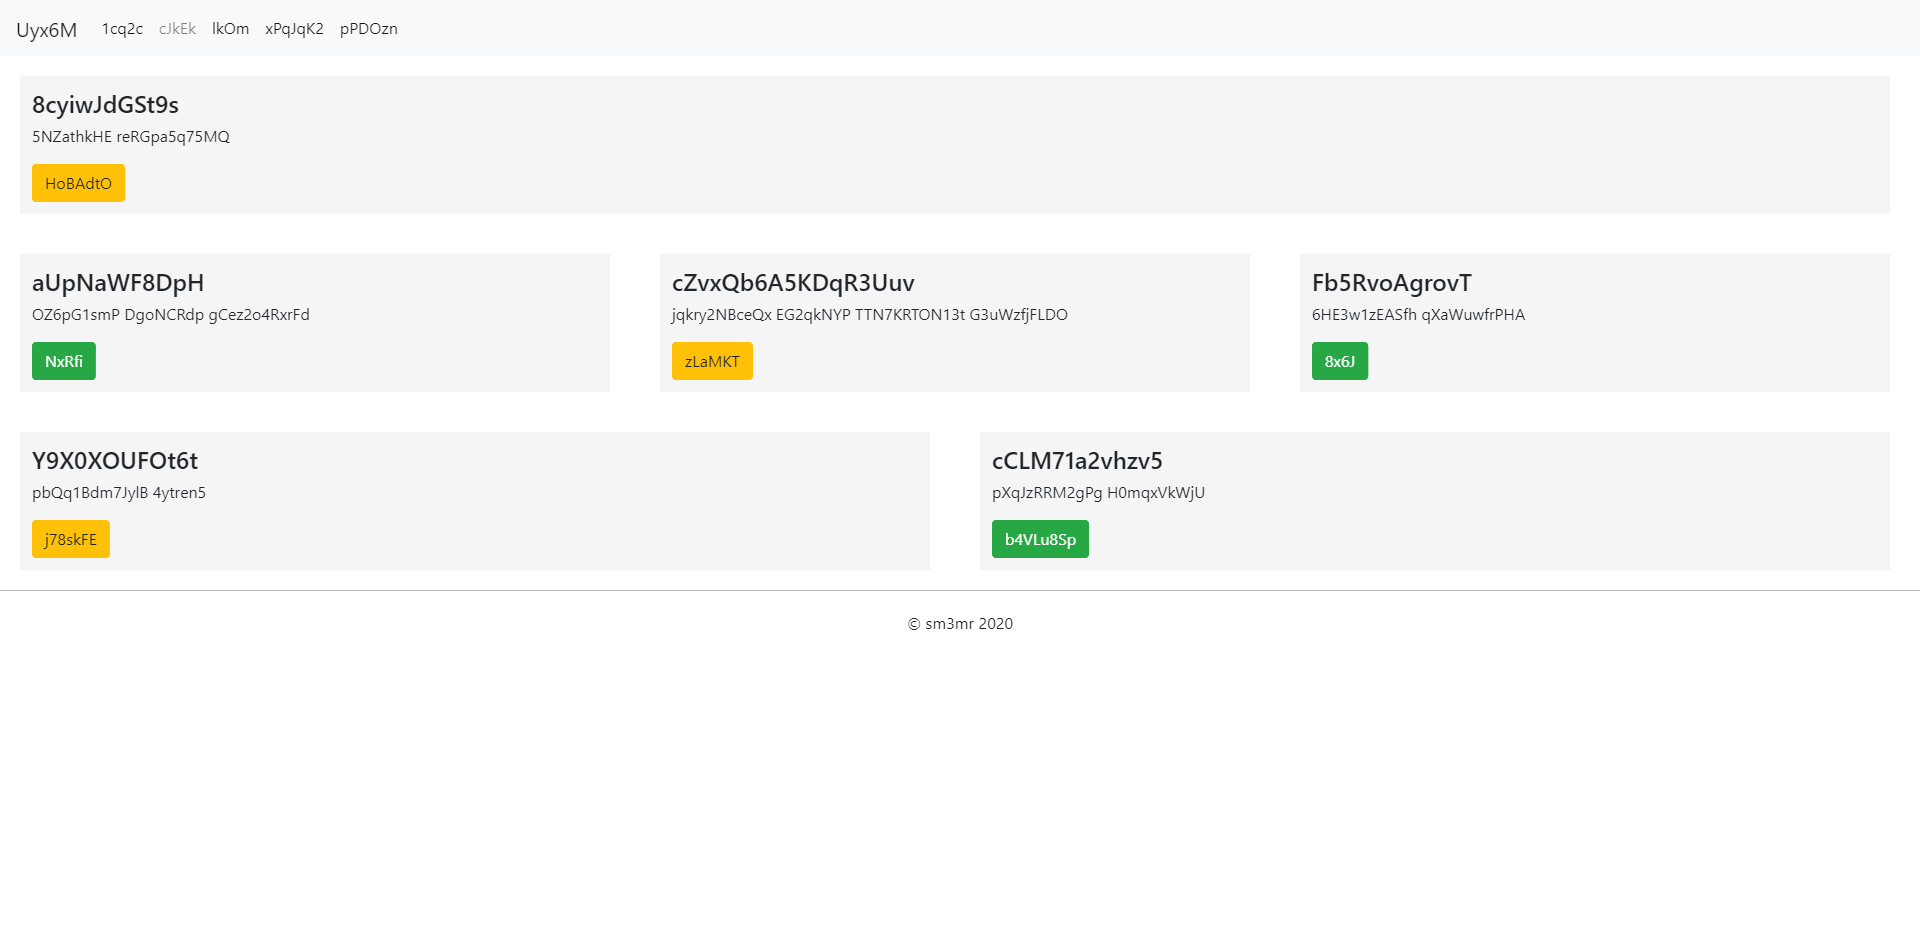 Uyx6M 1cq2c cJkEk lkOm xPqJqK2 pPDOzn
8cyiwJdGSt9s
5NZathkHE reRGpa5q75MQ
HoBAdtO
aUpNaWF8DpH
OZ6pG1smP DgoNCRdp gCez2o4RxrFd
NxRfi
cZvxQb6A5KDqR3Uuv
jqkry2NBceQx EG2qkNYP TTN7KRTON13t G3uWzfjFLDO
zLaMKT
Fb5RvoAgrovT
6HE3w1zEASfh qXaWuwfrPHA
8x6J
Y9X0XOUFOt6t
pbQq1Bdm7JylB 4ytren5
j78skFE
cCLM71a2vhzv5
pXqJzRRM2gPg H0mqxVkWjU
b4VLu8Sp
© sm3mr 2020